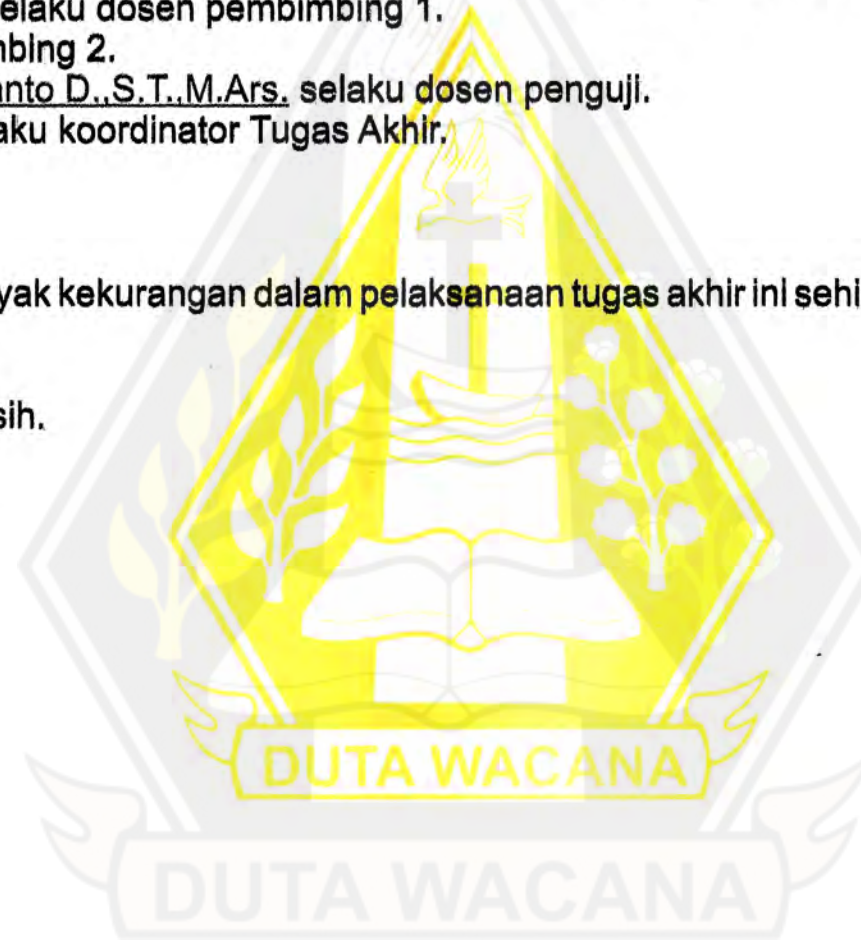 elaku dosen pembimbing 1.
nbing 2.
anto D.,S.T.,M.Ars. selaku dosen penguji.
aku koordinator Tugas Akhir.
yak kekurangan dalam pelaksanaan tugas akhir ini sehi
sih.
DUTA WACANA
DUTA WACANA